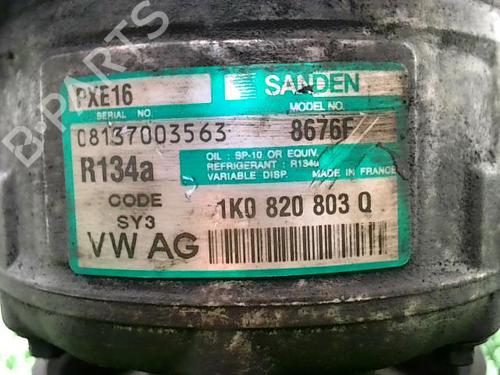 PXE16
SANDEN
SERIAL NO.
MODEL NO.
08137003563
8676F
R134a
OIL : SP-10 OR EQUIV.
REFRIGERANT : R134a
VARIABLE DISP. MADE IN FRANCE
CODE
SY3
1K0 820 803 Q
VW AG
B-PARTS